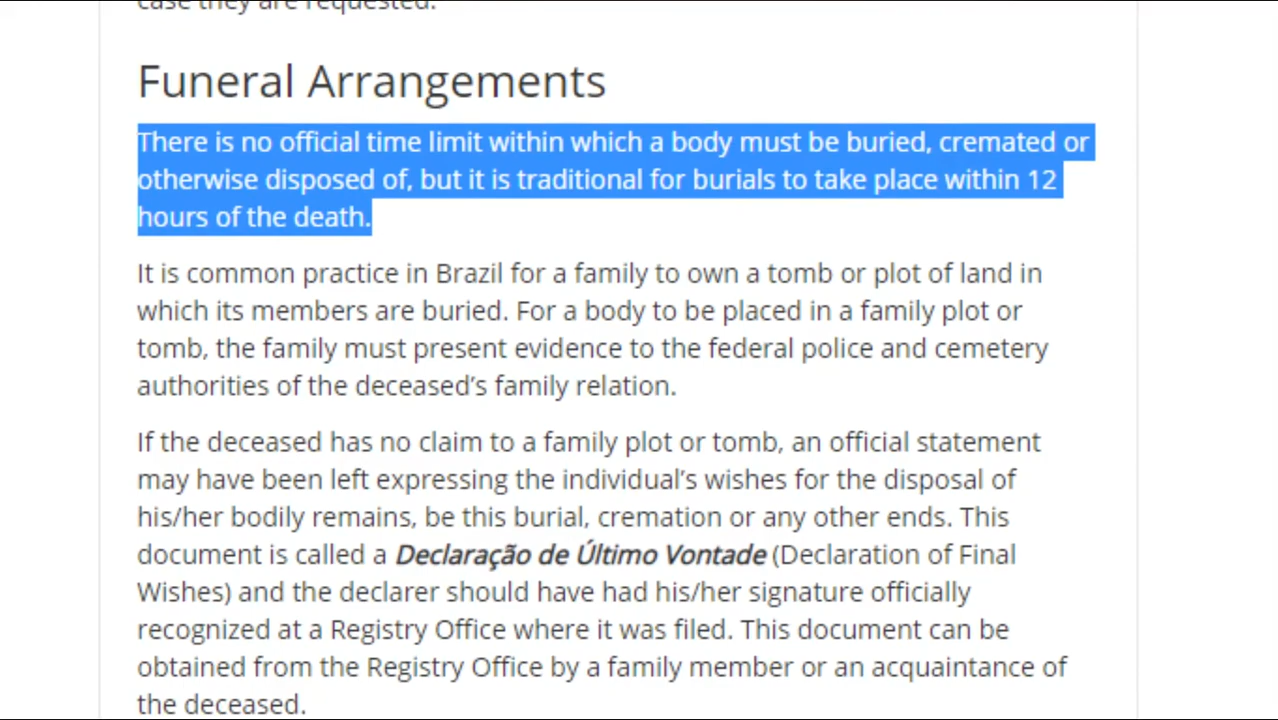 case they are requested.
Funeral Arrangements
There is no official time limit within which a body must be buried, cremated or
otherwise disposed of, but it is traditional for burials to take place within 12
hours of the death.
It is common practice in Brazil for a family to own a tomb or plot of land in
which its members are buried. For a body to be placed in a family plot or
tomb, the family must present evidence to the federal police and cemetery
authorities of the deceased’s family relation.
If the deceased has no claim to a family plot or tomb, an official statement
may have been left expressing the individual’s wishes for the disposal of
his/her bodily remains, be this burial, cremation or any other ends. This
document is called a Declaração de Último Vontade (Declaration of Final
Wishes) and the declarer should have had his/her signature officially
recognized at a Registry Office where it was filed. This document can be
obtained from the Registry Office by a family member or an acquaintance of
the deceased.